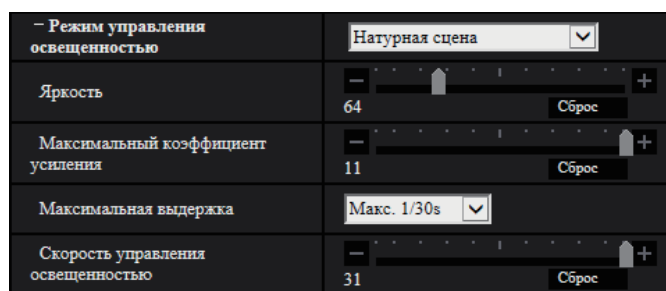 − Режим управления
освещенностью
Натурная сцена
Яркость
− +
64 Сброс
Максимальный коэффициент
усиления
− +
11 Сброс
Максимальная выдержка
Макс. 1/30s
Скорость управления
освещенностью
− +
31 Сброс